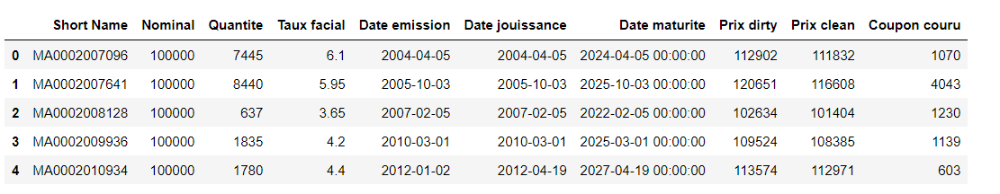 Short Name Nominal Quantite Taux facial Date emission Date jouissance Date maturite Prix dirty Prix clean Coupon couru
0 MA0002007096 100000 7445 6.1 2004-04-05 2004-04-05 2024-04-05 00:00:00 112902 111832 1070
1 MA0002007641 100000 8440 5.95 2005-10-03 2005-10-03 2025-10-03 00:00:00 120651 116608 4043
2 MA0002008128 100000 637 3.65 2007-02-05 2007-02-05 2022-02-05 00:00:00 102634 101404 1230
3 MA0002009936 100000 1835 4.2 2010-03-01 2010-03-01 2025-03-01 00:00:00 109524 108385 1139
4 MA0002010934 100000 1780 4.4 2012-01-02 2012-04-19 2027-04-19 00:00:00 113574 112971 603